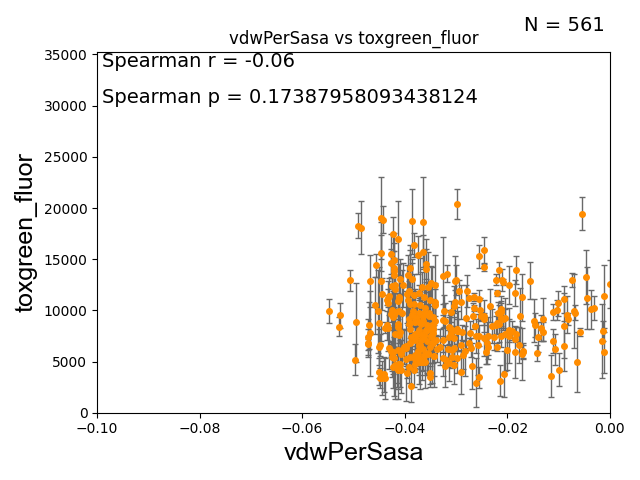 N = 561
vdwPerSasa vs toxgreen_fluor
Spearman r = -0.06
Spearman p = 0.17387958093438124
toxgreen_fluor
35000
30000
25000
20000
15000
10000
5000
0
−0.10 −0.08 −0.06 −0.04 −0.02 0.00
vdwPerSasa